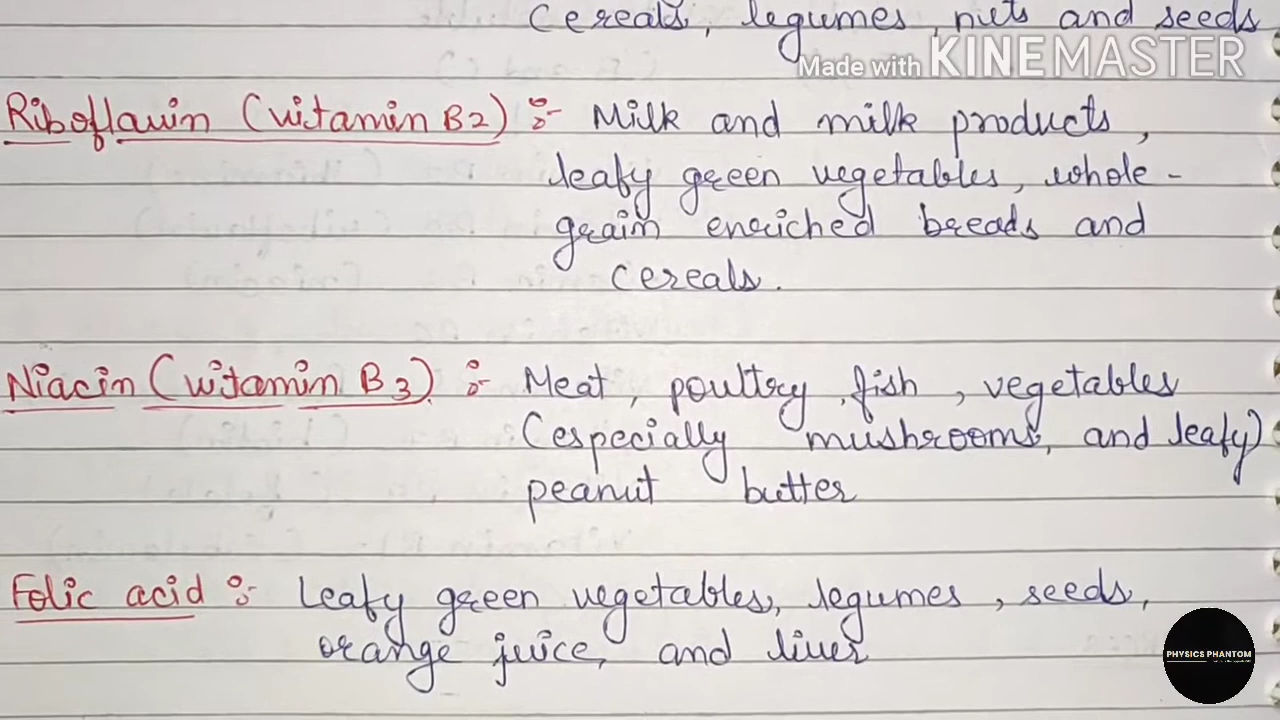 Cereals, legumes, nuts and seeds
Made with KINEMASTER
Riboflavin (Vitamin B2) :- Milk and milk products,
leafy green vegetables, whole-
grain enriched breads and
cereals.
Niacin (Vitamin B3) :- Meat, poultry, fish, vegetables
(especially mushrooms, and leafy)
peanut butter
Folic acid :- Leafy green vegetables, legumes, seeds,
orange juice, and liver
PHYSICS PHANTOM